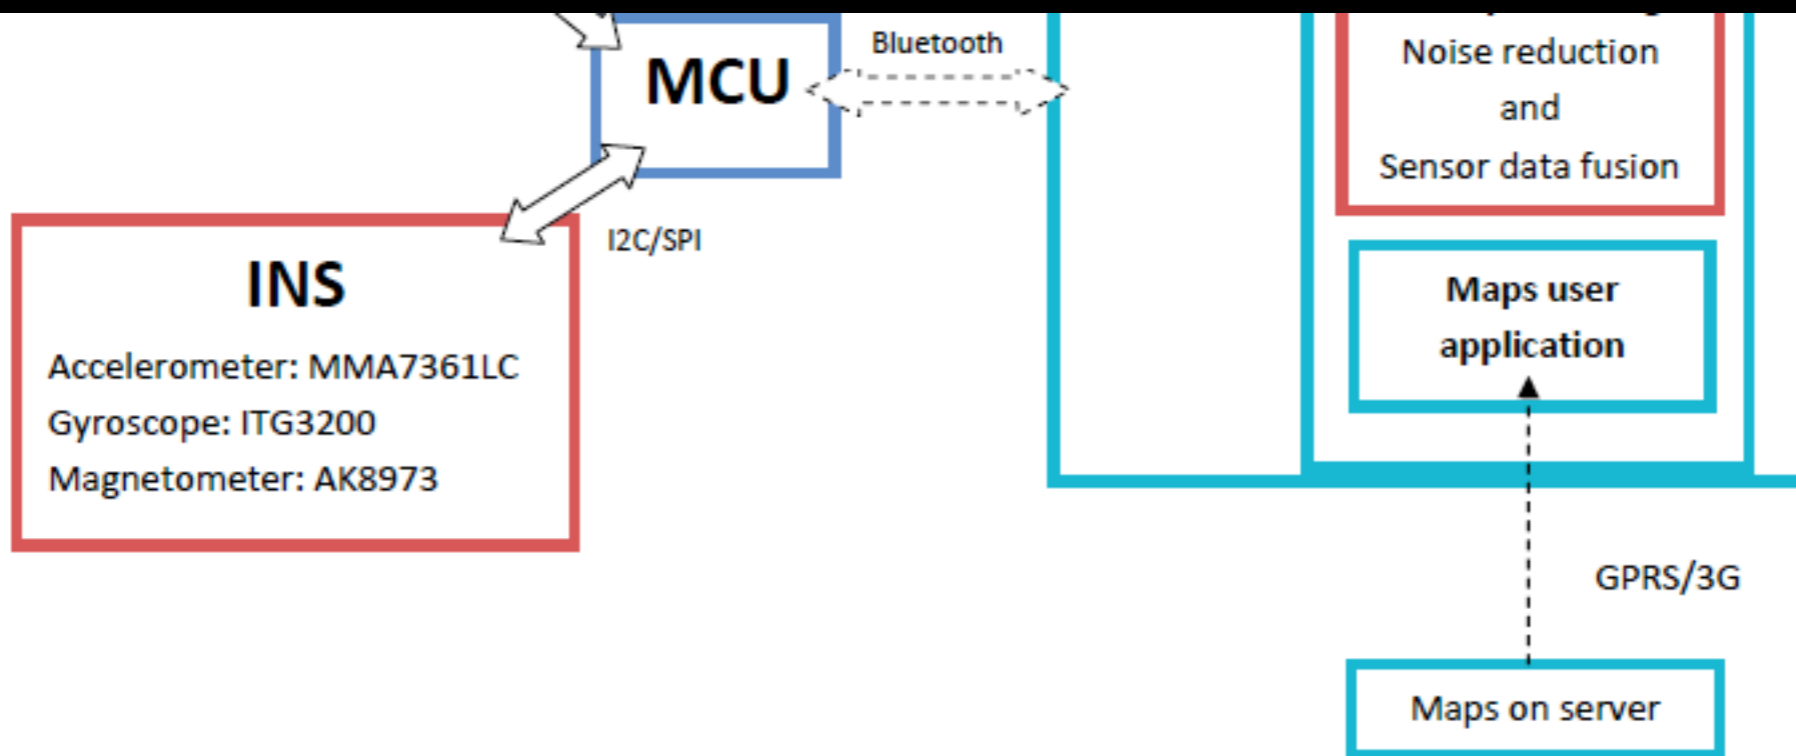 Bluetooth
MCU
Noise reduction
and
Sensor data fusion
I2C/SPI
INS
Accelerometer: MMA7361LC
Gyroscope: ITG3200
Magnetometer: AK8973
Maps user
application
GPRS/3G
Maps on server